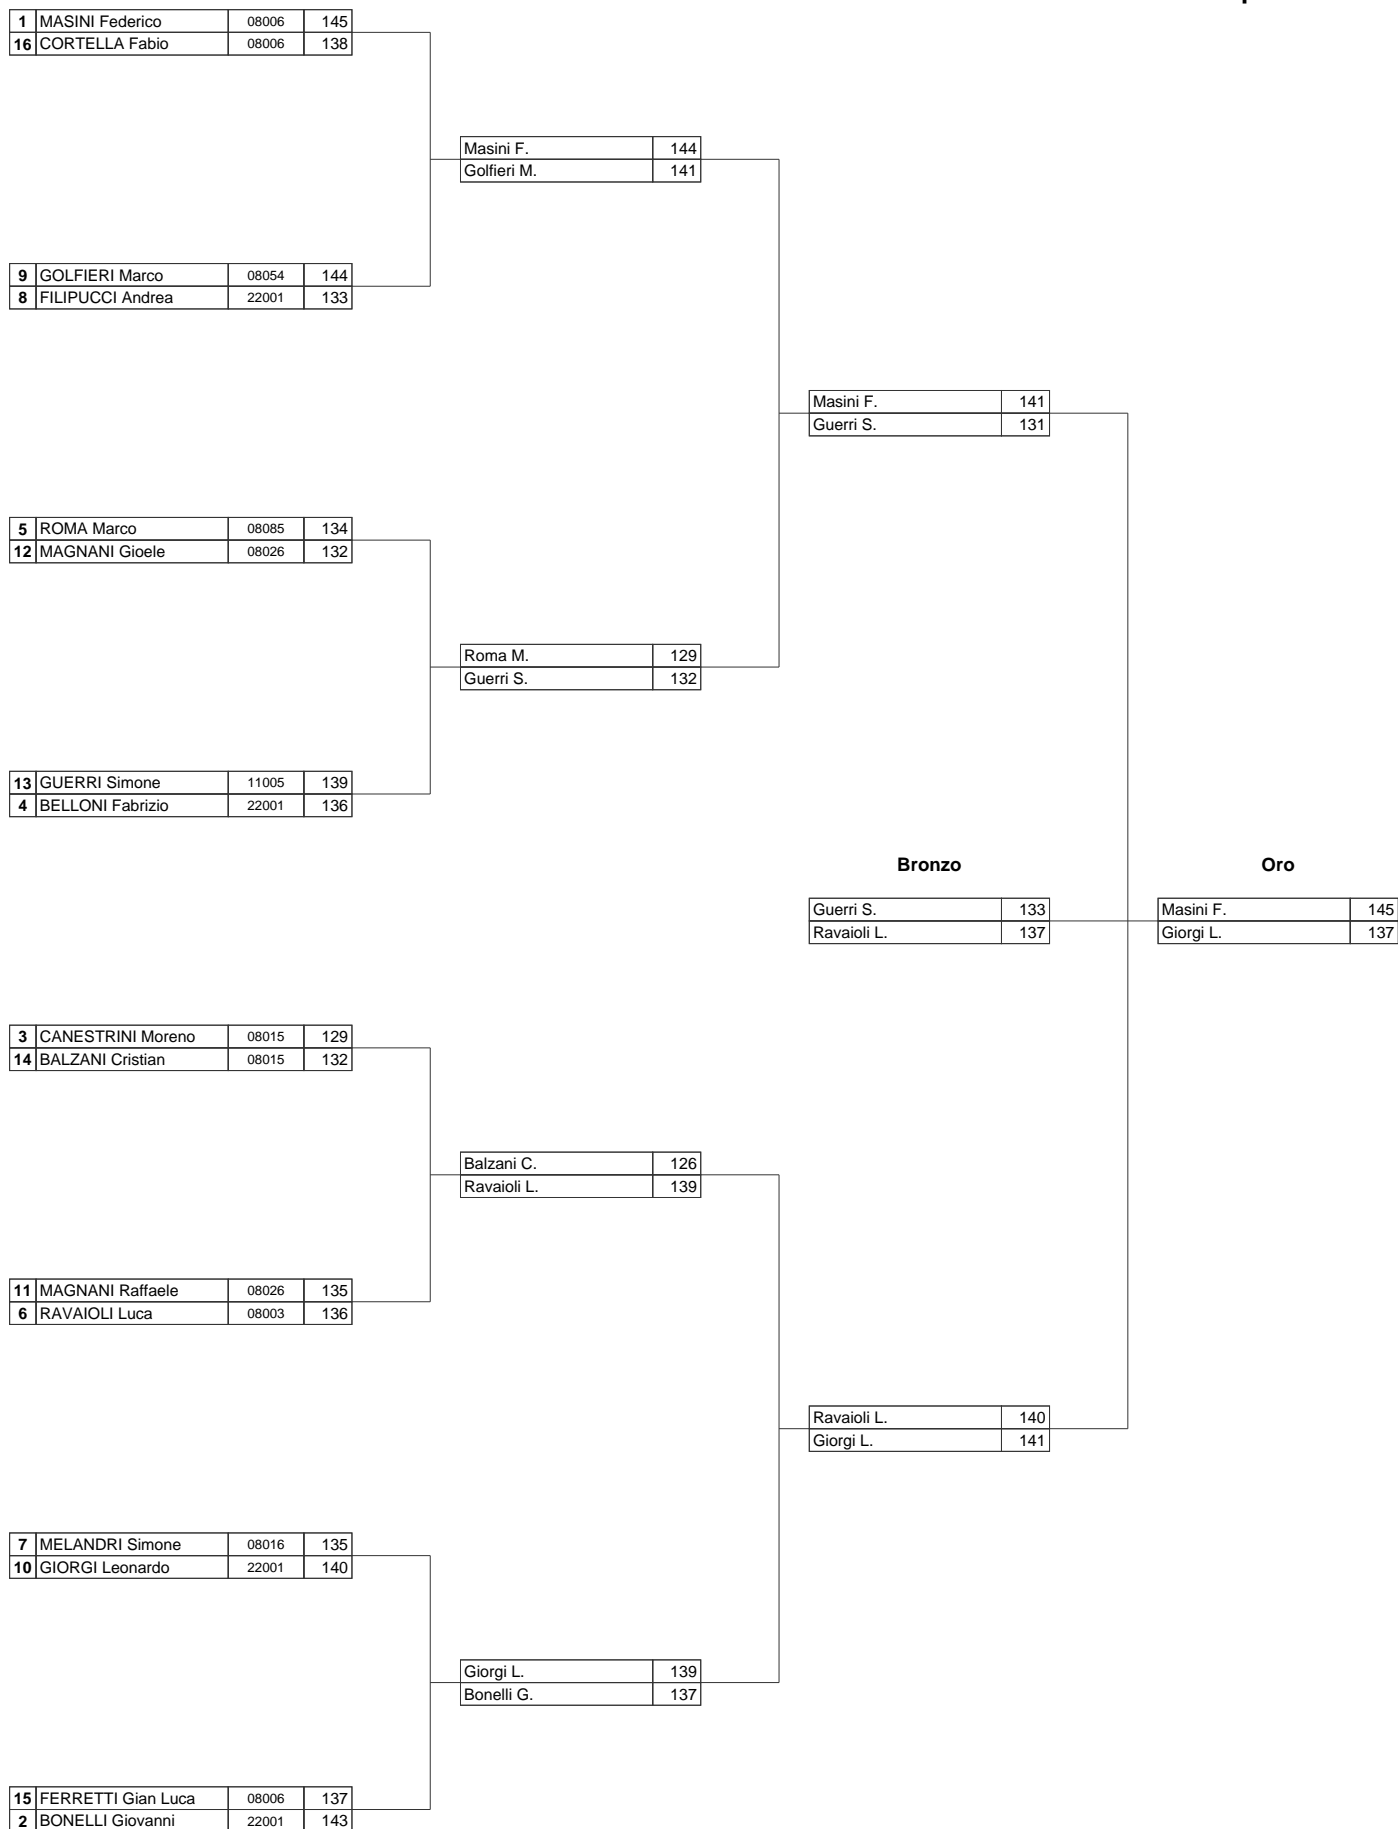 1 MASINI Federico 08006 145
16 CORTELLA Fabio 08006 138
Masini F. 144
Golfieri M. 141
9 GOLFIERI Marco 08054 144
8 FILIPUCCI Andrea 22001 133
Masini F. 141
Guerri S. 131
5 ROMA Marco 08085 134
12 MAGNANI Gioele 08026 132
Roma M. 129
Guerri S. 132
13 GUERRI Simone 11005 139
4 BELLONI Fabrizio 22001 136
Bronzo Oro
Guerri S. 133 Masini F. 145
Ravaioli L. 137 Giorgi L. 137
3 CANESTRINI Moreno 08015 129
14 BALZANI Cristian 08015 132
Balzani C. 126
Ravaioli L. 139
11 MAGNANI Raffaele 08026 135
6 RAVAIOLI Luca 08003 136
Ravaioli L. 140
Giorgi L. 141
7 MELANDRI Simone 08016 135
10 GIORGI Leonardo 22001 140
Giorgi L. 139
Bonelli G. 137
15 FERRETTI Gian Luca 08006 137
2 BONELLI Giovanni 22001 143